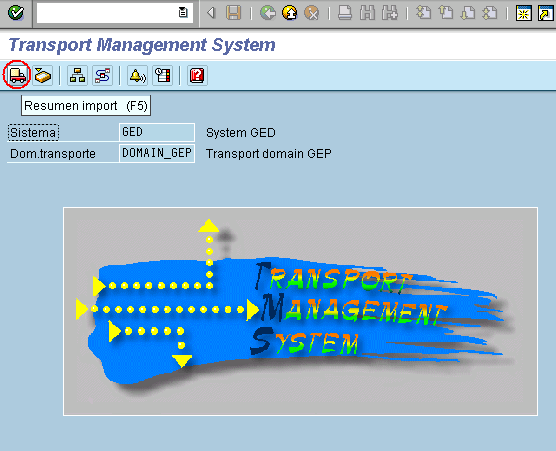 Transport Management System
Resumen import (F5)
Sistema GED System GED
Dom.transporte DOMAIN_GEP Transport domain GEP
TRANSPORT
MANAGEMENT
SYSTEM